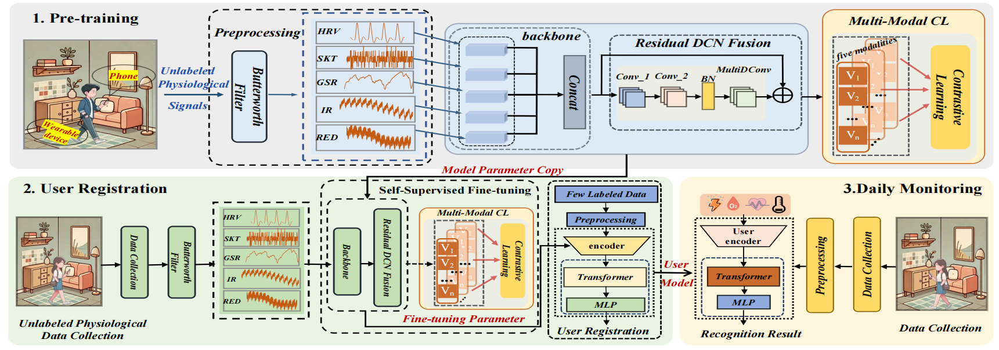 1. Pre-training
Phone
Wearable
device
Unlabeled
Physiological
Signals
Preprocessing
Butterworth
Filter
HRV
SKT
GSR
IR
RED
backbone
Concat
Residual DCN Fusion
Conv_1
Conv_2
BN
MultiDConv
Multi-Modal CL
five modalities
V1
V2
...
Vn
Contrastive
Learning
Model Parameter Copy
2. User Registration
Unlabeled Physiological
Data Collection
Data Collection
Butterworth
Filter
HRV
SKT
GSR
IR
RED
Self-Supervised Fine-tuning
Backbone
Residual DCN Fusion
Multi-Modal CL
V1
V2
...
Vn
Contrastive
Learning
Fine-tuning Parameter
Few Labeled Data
Preprocessing
encoder
Transformer
MLP
User Registration
User
Model
3.Daily Monitoring
O2
User
encoder
Transformer
MLP
Recognition Result
Preprocessing
Data Collection
Data Collection